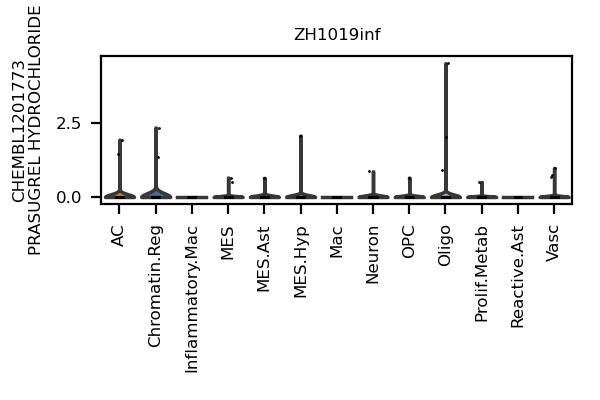 ZH1019inf
CHEMBL1201773
PRASUGREL HYDROCHLORIDE
2.5
0.0
AC
Chromatin.Reg
Inflammatory.Mac
MES
MES.Ast
MES.Hyp
Mac
Neuron
OPC
Oligo
Prolif.Metab
Reactive.Ast
Vasc